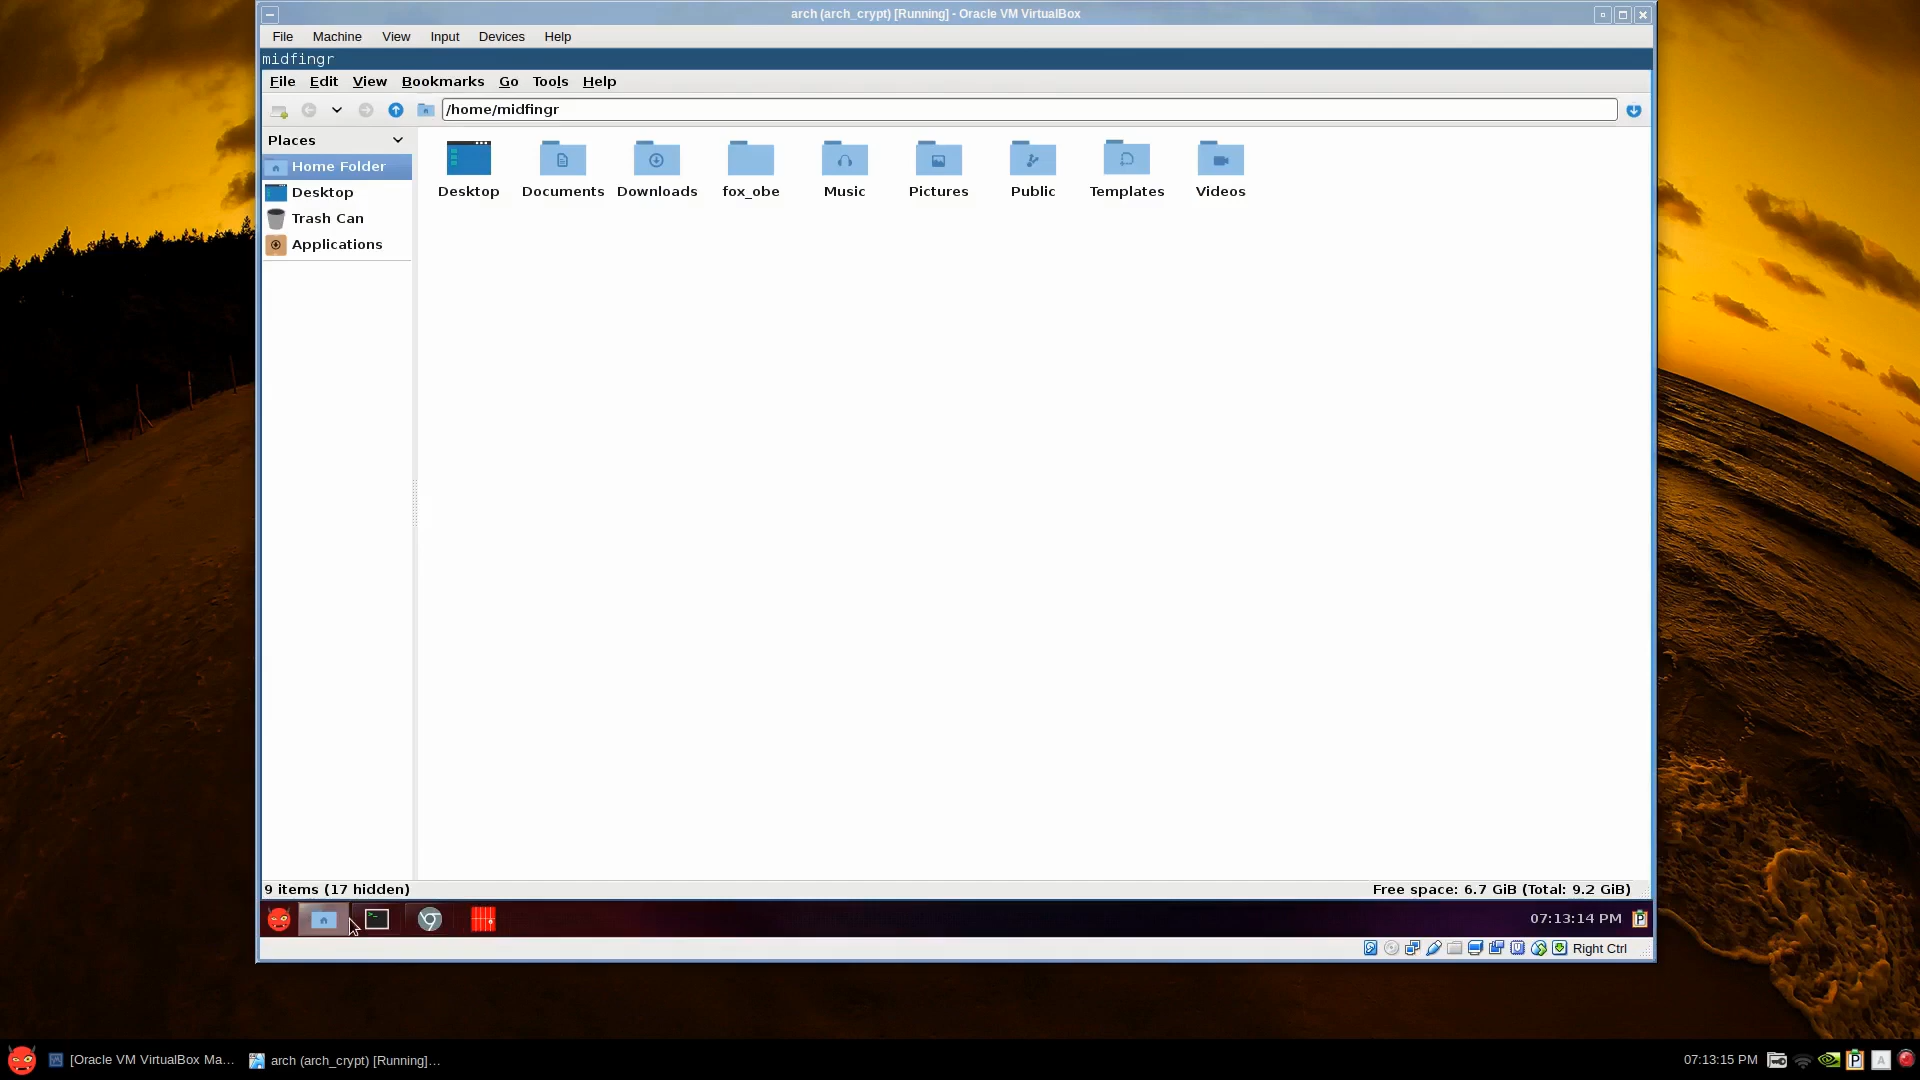 arch (arch_crypt) [Running] - Oracle VM VirtualBox
File Machine View Input Devices Help
midfingr
File Edit View Bookmarks Go Tools Help
/home/midfingr
Places
Home Folder
Desktop
Trash Can
Applications
Desktop Documents Downloads fox_obe Music Pictures Public Templates Videos
9 items (17 hidden) Free space: 6.7 GiB (Total: 9.2 GiB)
07:13:14 PM
Right Ctrl
[Oracle VM VirtualBox Ma... arch (arch_crypt) [Running]... 07:13:15 PM